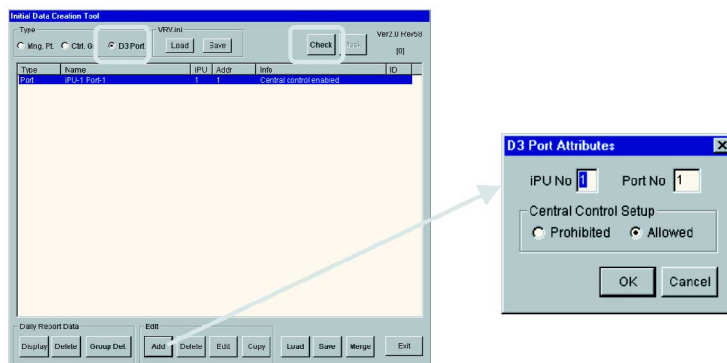 Initial Data Creation Tool
Type
VRV.ini
Ver2.0 Rev58
Mng. Pt.
Ctrl. G
D3 Port
Load
Save
Check
Mask
[0]
Type Name iPU Addr Info ID
Port iPU-1 Port-1 1 1 Central control enabled
D3 Port Attributes
iPU No 1 Port No 1
Central Control Setup
Prohibited Allowed
OK Cancel
Daily Report Data
Edit
Display Delete Group Del. Add Delete Edit Copy Load Save Merge Exit